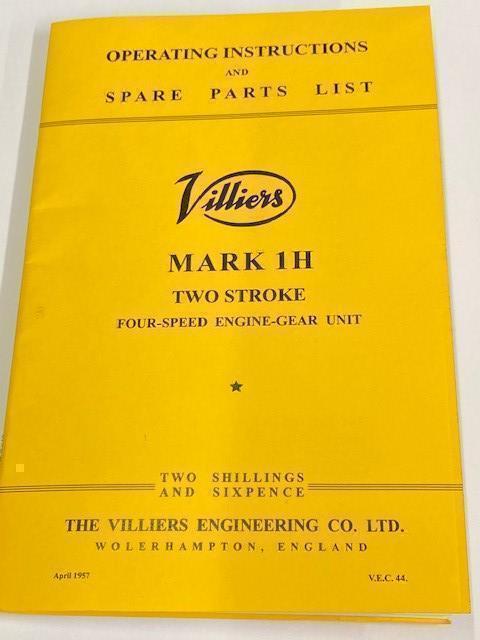 OPERATING INSTRUCTIONS
AND
SPARE PARTS LIST
Villiers
MARK 1H
TWO STROKE
FOUR-SPEED ENGINE-GEAR UNIT
TWO SHILLINGS
AND SIXPENCE
THE VILLIERS ENGINEERING CO. LTD.
WOLERHAMPTON, ENGLAND
April 1957 V.E.C. 44.